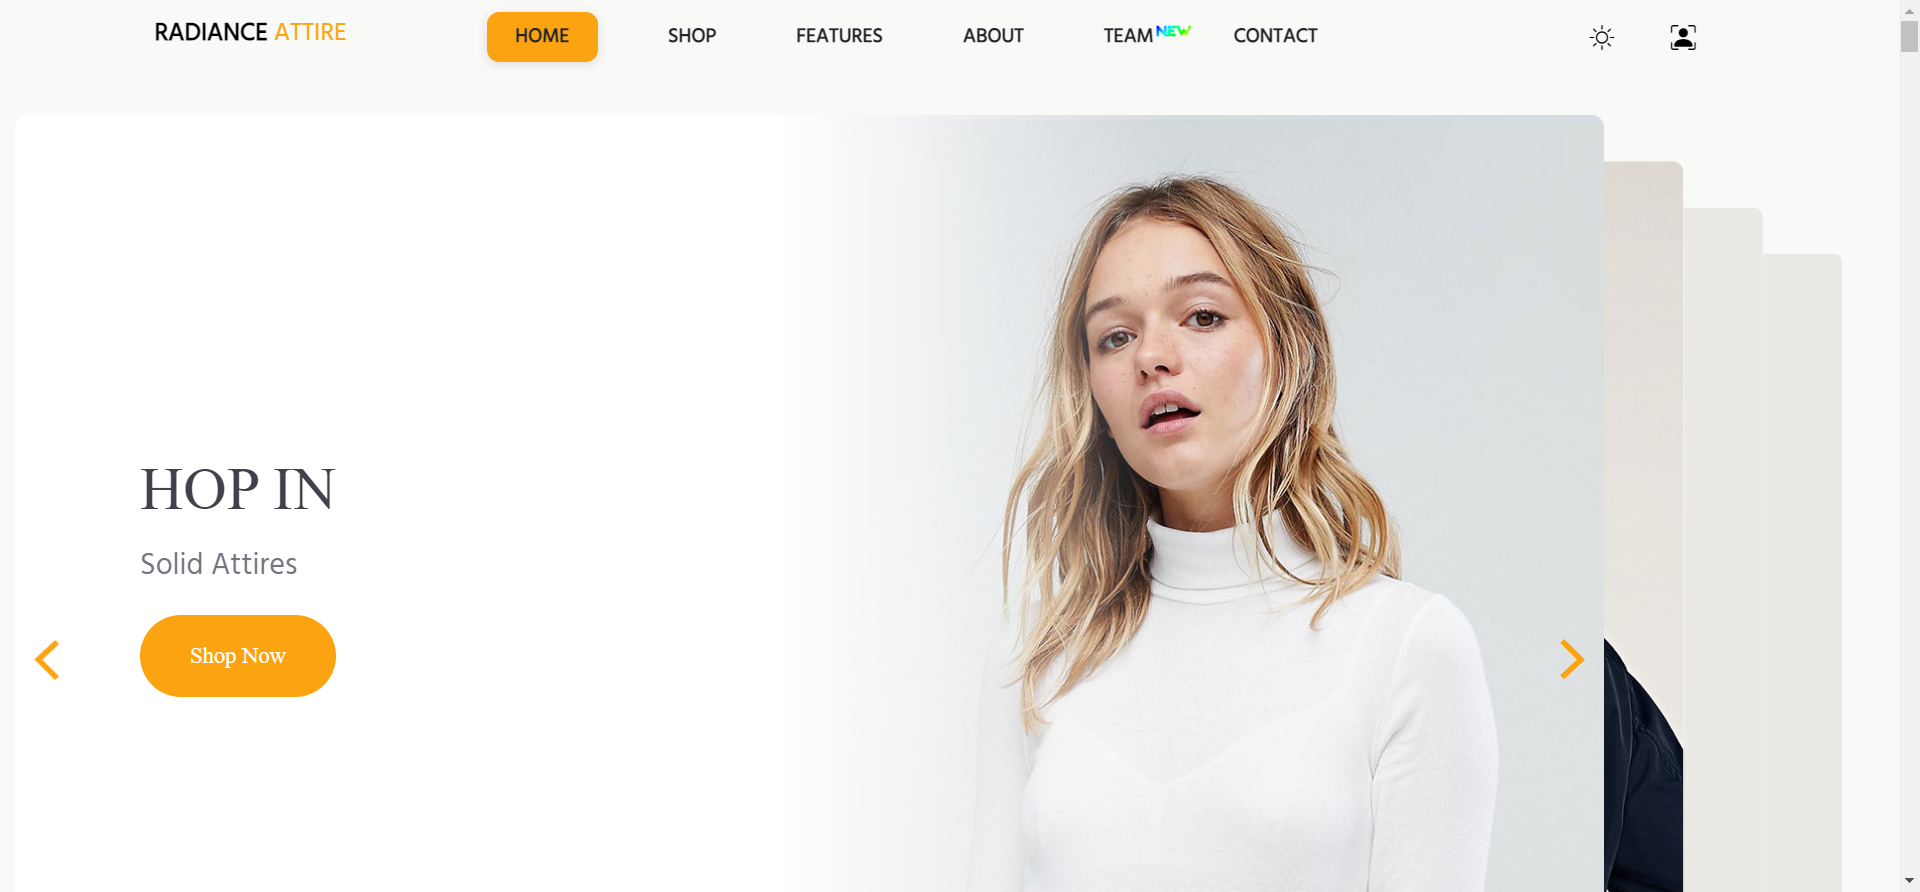 RADIANCE ATTIRE
HOME
SHOP
FEATURES
ABOUT
TEAM NEW
CONTACT
HOP IN
Solid Attires
Shop Now